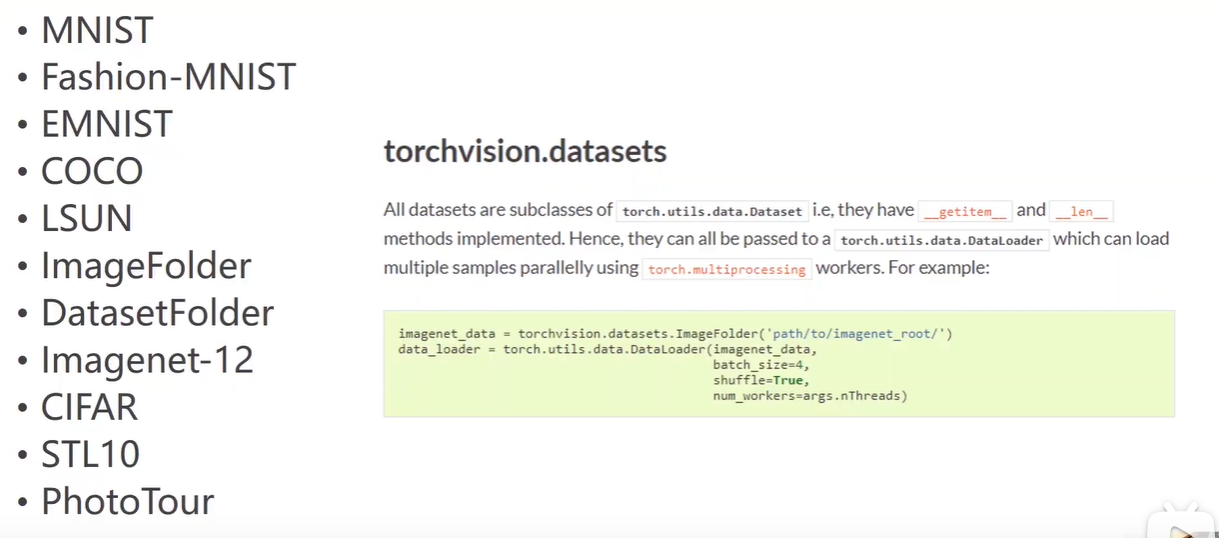 • MNIST
• Fashion-MNIST
• EMNIST
• COCO
• LSUN
• ImageFolder
• DatasetFolder
• Imagenet-12
• CIFAR
• STL10
• PhotoTour
torchvision.datasets
All datasets are subclasses of torch.utils.data.Dataset i.e, they have __getitem__ and __len__
methods implemented. Hence, they can all be passed to a torch.utils.data.DataLoader which can load
multiple samples parallelly using torch.multiprocessing workers. For example:
imagenet_data = torchvision.datasets.ImageFolder('path/to/imagenet_root/')
data_loader = torch.utils.data.DataLoader(imagenet_data,
batch_size=4,
shuffle=True,
num_workers=args.nThreads)